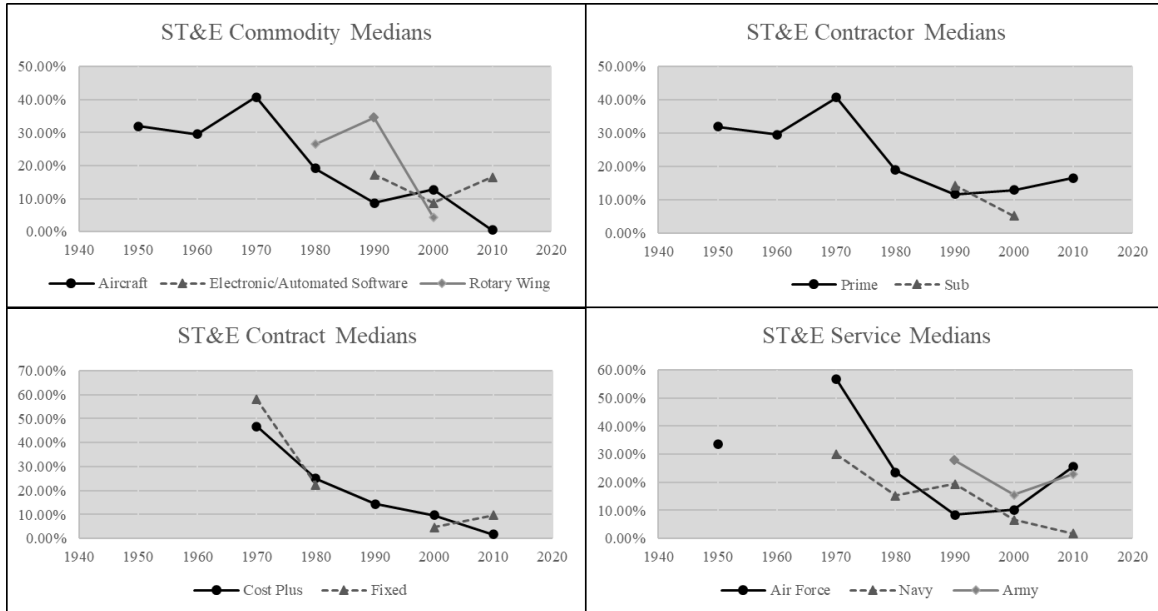 ST&E Commodity Medians
50.00%
40.00%
30.00%
20.00%
10.00%
0.00%
1940 1950 1960 1970 1980 1990 2000 2010 2020
Aircraft Electronic/Automated Software Rotary Wing
ST&E Contractor Medians
50.00%
40.00%
30.00%
20.00%
10.00%
0.00%
1940 1950 1960 1970 1980 1990 2000 2010 2020
Prime Sub
ST&E Contract Medians
70.00%
60.00%
50.00%
40.00%
30.00%
20.00%
10.00%
0.00%
1940 1950 1960 1970 1980 1990 2000 2010 2020
Cost Plus Fixed
ST&E Service Medians
60.00%
50.00%
40.00%
30.00%
20.00%
10.00%
0.00%
1940 1950 1960 1970 1980 1990 2000 2010 2020
Air Force Navy Army